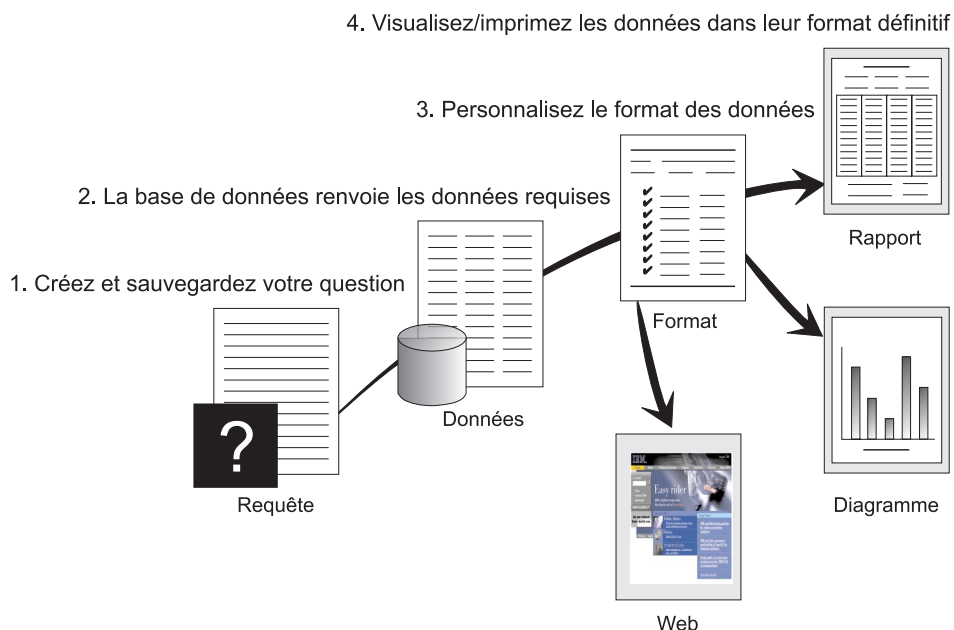 4. Visualisez/imprimez les données dans leur format définitif
3. Personnalisez le format des données
2. La base de données renvoie les données requises
1. Créez et sauvegardez votre question
Rapport
Format
Données
?
Requête
Diagramme
IBM
Easy rider
Web